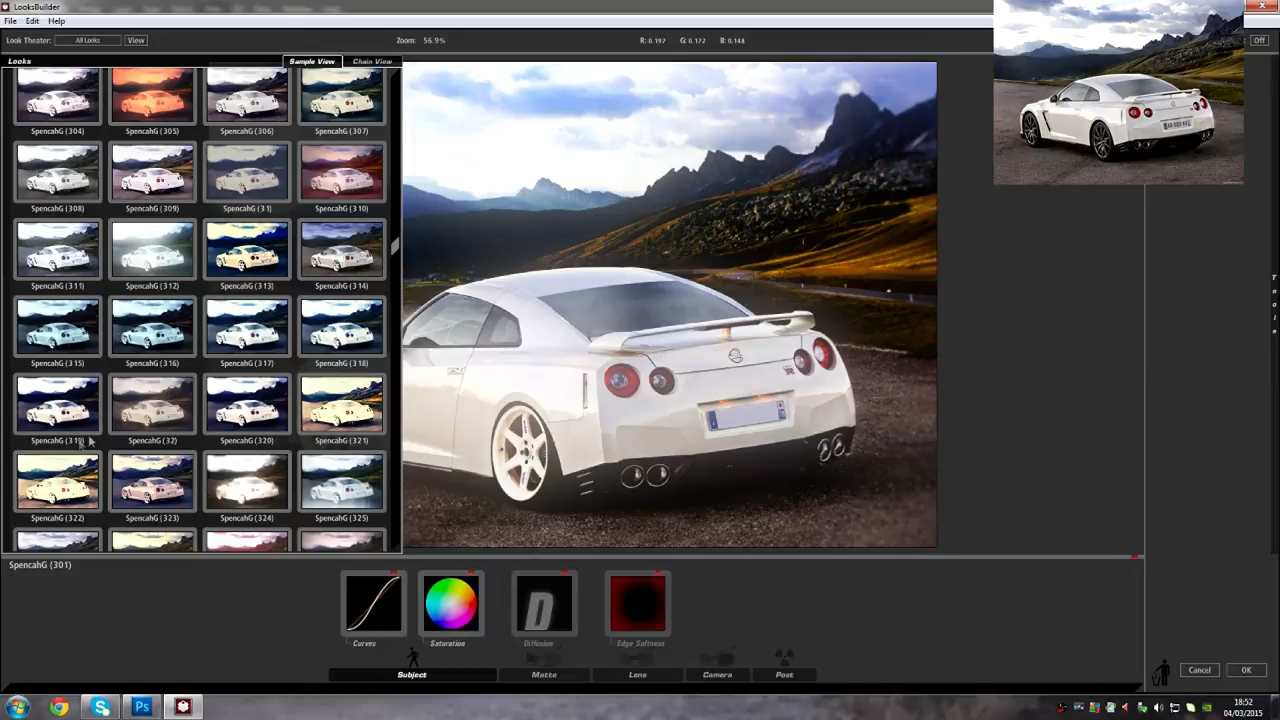 LooksBuilder
File Edit Help
Look Theater: All Looks View Zoom: 56.9% R: 0.197 G: 0.172 B: 0.148 Off
Looks Sample View Chain View
SpencahG (304) SpencahG (305) SpencahG (306) SpencahG (307)
SpencahG (308) SpencahG (309) SpencahG (31) SpencahG (310)
SpencahG (311) SpencahG (312) SpencahG (313) SpencahG (314)
SpencahG (315) SpencahG (316) SpencahG (317) SpencahG (318)
SpencahG (319) SpencahG (32) SpencahG (320) SpencahG (321)
SpencahG (322) SpencahG (323) SpencahG (324) SpencahG (325)
Tools
SpencahG (301)
D
Curves Saturation Diffusion Edge Softness
Subject Matte Lens Camera Post
Cancel OK
Ps
18:52
04/03/2015